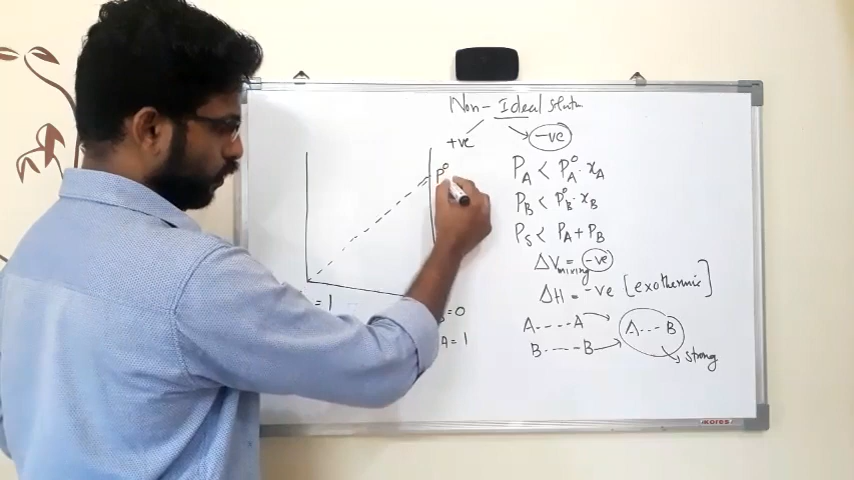 Non-Ideal Solutn
+ve
-ve
P°
= 1
= 0
A = 1
P_A < P°_A · x_A
P_B < P°_B · x_B
P_S < P_A + P_B
ΔV_mixing = -ve
ΔH = -ve [exothermic]
A - - - - A
B - - - - B
A - - - B
strong
kores